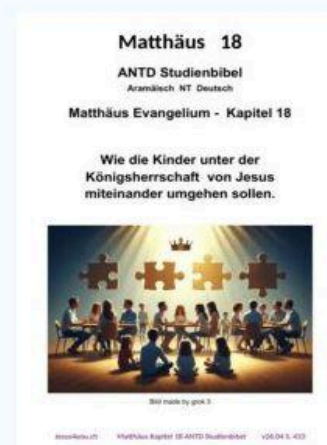 Matthäus 18
ANTD Studienbibel
Aramäisch NT Deutsch
Matthäus Evangelium - Kapitel 18
Wie die Kinder unter der
Königsherrschaft von Jesus
miteinander umgehen sollen.
Bild made by grok 3
Matthäus Kapitel 18 ANTD Studienbibel